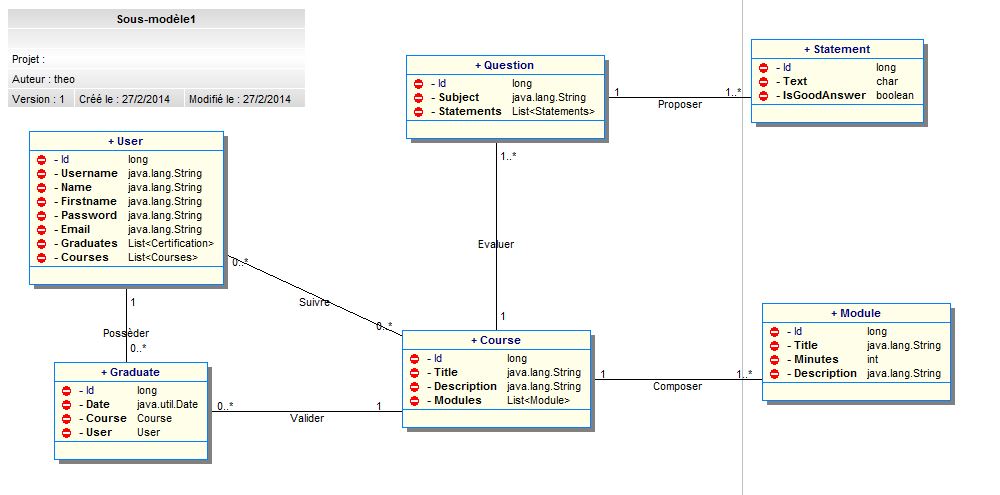 Sous-modèle1
Projet :
Auteur : theo
Version : 1 Créé le : 27/2/2014 Modifié le : 27/2/2014
+ User
- Id long
- Username java.lang.String
- Name java.lang.String
- Firstname java.lang.String
- Password java.lang.String
- Email java.lang.String
- Graduates List<Certification>
- Courses List<Courses>
+ Question
- Id long
- Subject java.lang.String
- Statements List<Statements>
1 Proposer 1..*
+ Statement
- Id long
- Text char
- IsGoodAnswer boolean
1..*
Evaluer
1
0..*
Suivre
0..*
1
Possèder
0..*
+ Graduate
- Id long
- Date java.util.Date
- Course Course
- User User
0..* Valider 1
+ Course
- Id long
- Title java.lang.String
- Description java.lang.String
- Modules List<Module>
1 Composer 1..*
+ Module
- Id long
- Title java.lang.String
- Minutes int
- Description java.lang.String